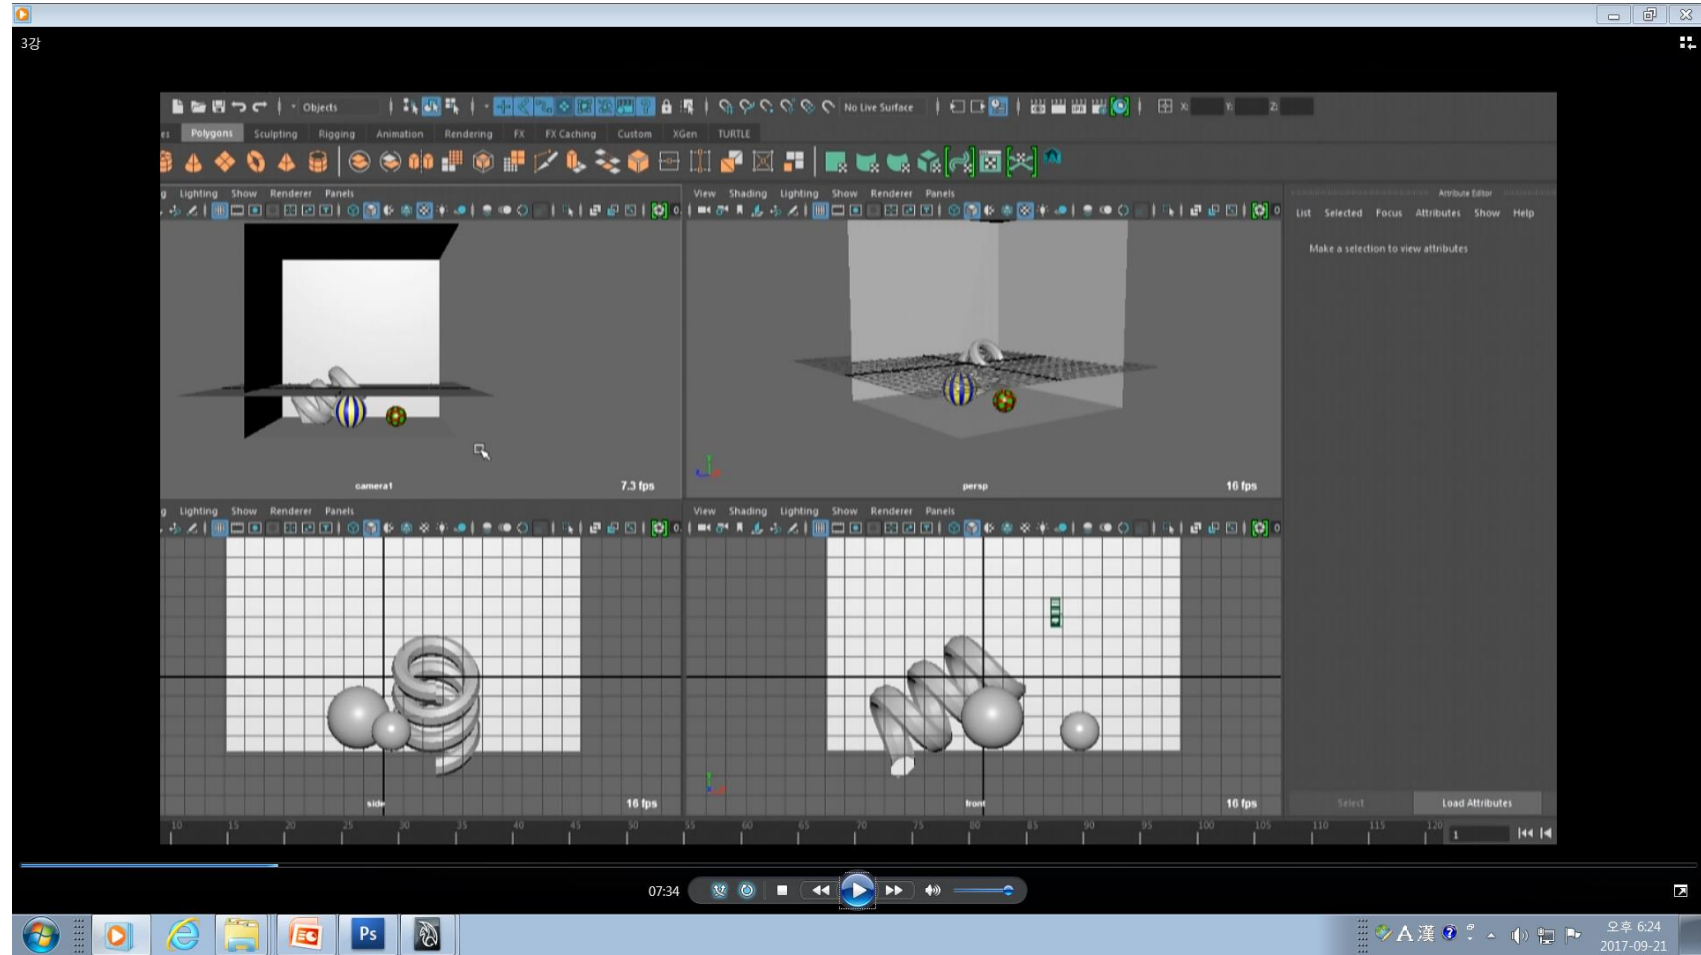 3강
Objects No Live Surface X: Y: Z:
Polygons Sculpting Rigging Animation Rendering FX FX Caching Custom XGen TURTLE
Lighting Show Renderer Panels
View Shading Lighting Show Renderer Panels
Attribute Editor
List Selected Focus Attributes Show Help
Make a selection to view attributes
camera1 7.3 fps
persp 16 fps
Lighting Show Renderer Panels
View Shading Lighting Show Renderer Panels
side 16 fps
front 16 fps
Select Load Attributes
10 15 20 25 30 35 40 45 50 55 60 65 70 75 80 85 90 95 100 105 110 115 120 1
07:34
Ps
A 漢
오후 6:24
2017-09-21